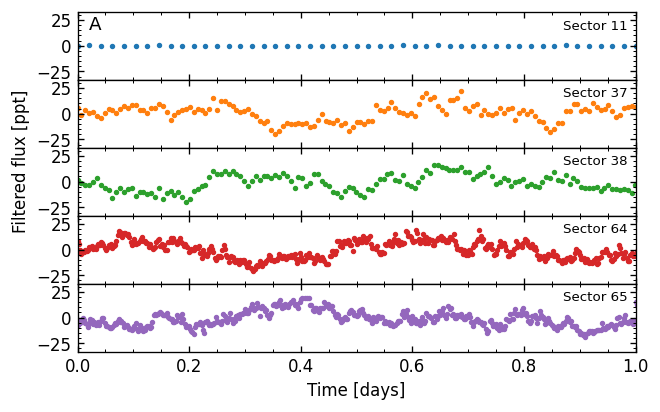 A
Sector 11
25
0
−25
Sector 37
25
0
−25
Sector 38
25
0
−25
Sector 64
25
0
−25
Sector 65
25
0
−25
Filtered flux [ppt]
0.0 0.2 0.4 0.6 0.8 1.0
Time [days]